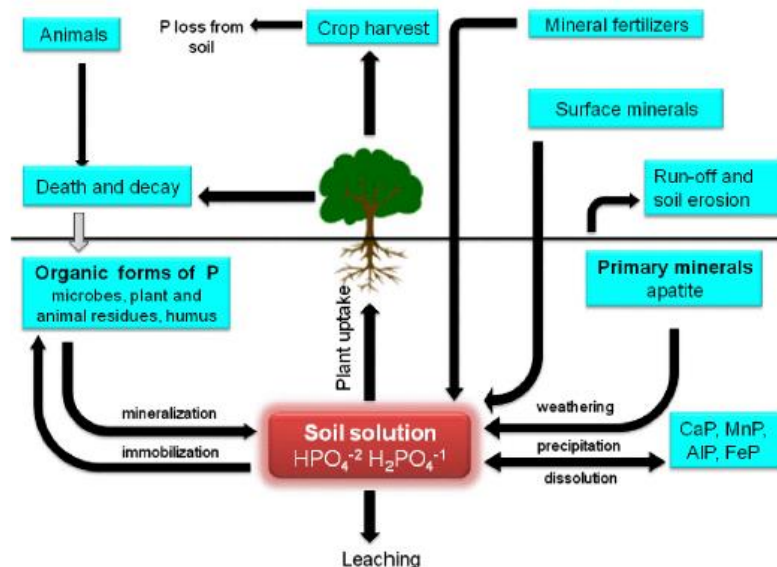 Animals
P loss from
soil
Crop harvest
Mineral fertilizers
Surface minerals
Death and decay
Run-off and
soil erosion
Organic forms of P
microbes, plant and
animal residues, humus
Primary minerals
apatite
Plant uptake
mineralization
immobilization
Soil solution
HPO₄⁻² H₂PO₄⁻¹
weathering
precipitation
dissolution
CaP, MnP,
AlP, FeP
Leaching